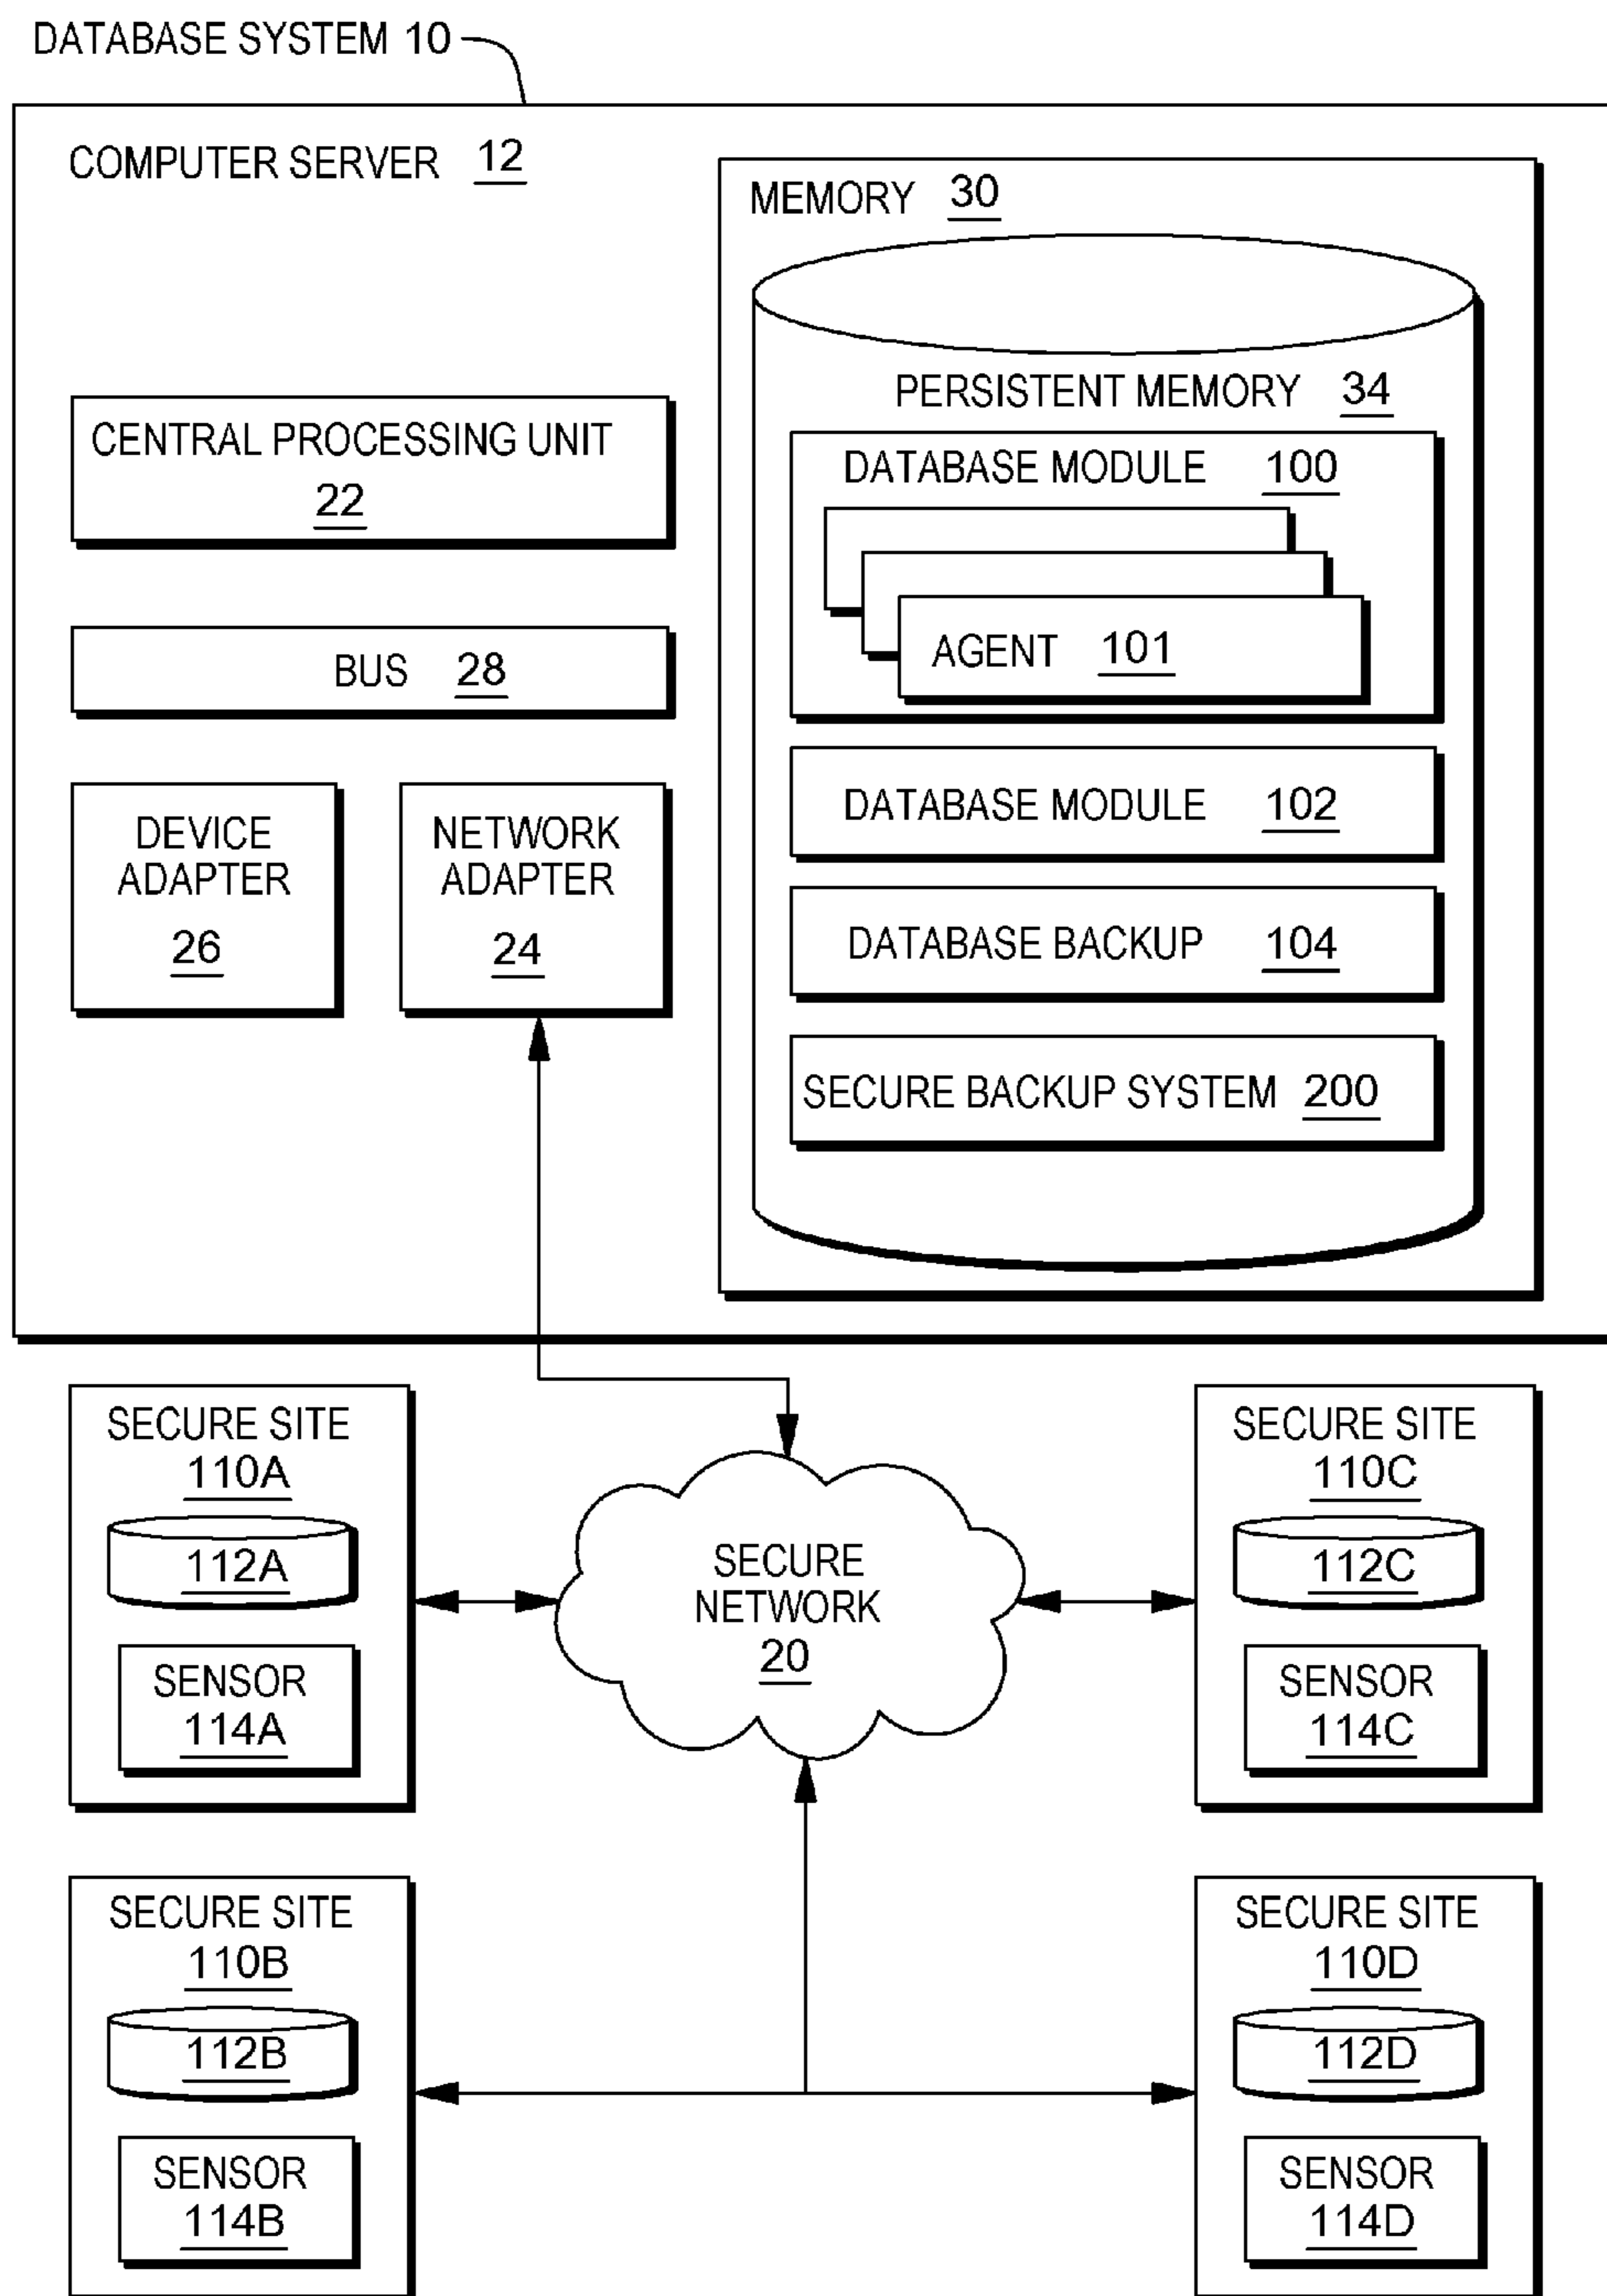 DATABASE SYSTEM 10
COMPUTER SERVER 12
MEMORY 30
PERSISTENT MEMORY 34
CENTRAL PROCESSING UNIT
22
DATABASE MODULE 100
AGENT 101
BUS 28
DATABASE MODULE 102
DEVICE
ADAPTER
26
NETWORK
ADAPTER
24
DATABASE BACKUP 104
SECURE BACKUP SYSTEM 200
SECURE SITE
110A
112A
SENSOR
114A
SECURE
NETWORK
20
SECURE SITE
110C
112C
SENSOR
114C
SECURE SITE
110B
112B
SENSOR
114B
SECURE SITE
110D
112D
SENSOR
114D